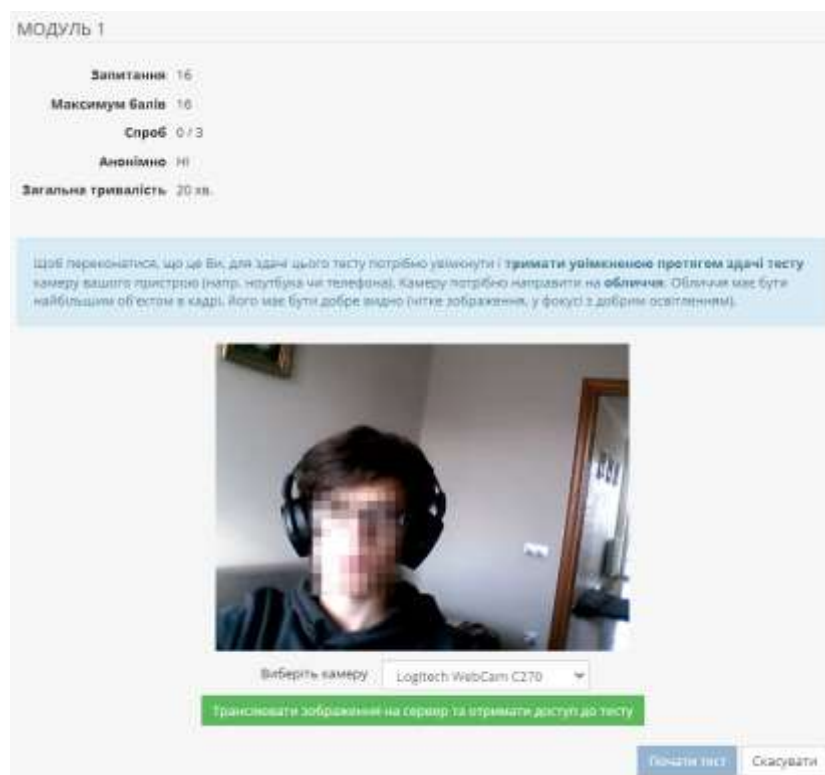 МОДУЛЬ 1
Запитання 16
Максимум балів 16
Спроб 0 / 3
Анонімно Ні
Загальна тривалість 20 хв.
Щоб переконатися, що це Ви, для здачі цього тесту потрібно увімкнути і тримати увімкненою протягом здачі тесту
камеру вашого пристрою (напр. ноутбука чи телефона). Камеру потрібно направити на обличчя. Обличчя має бути
найбільшим об'єктом в кадрі, його має бути добре видно (чітке зображення, у фокусі з добрим освітленням).
Виберіть камеру Logitech WebCam C270
Транслювати зображення на сервер та отримати доступ до тесту
Почати тест Скасувати